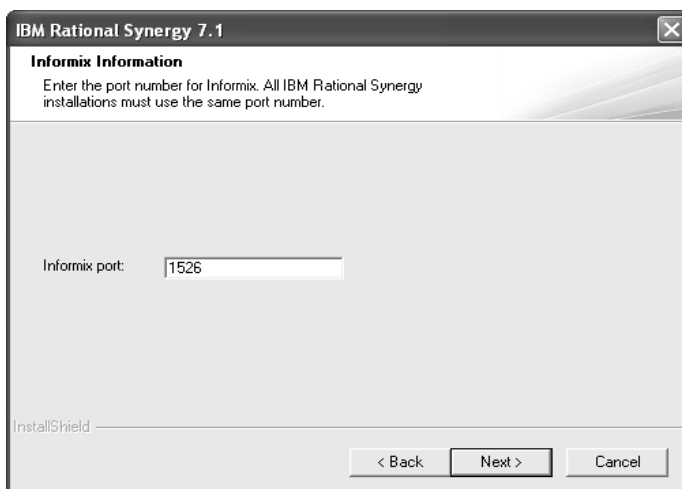 IBM Rational Synergy 7.1
Informix Information
Enter the port number for Informix. All IBM Rational Synergy
installations must use the same port number.
Informix port: 1526
InstallShield
< Back Next > Cancel